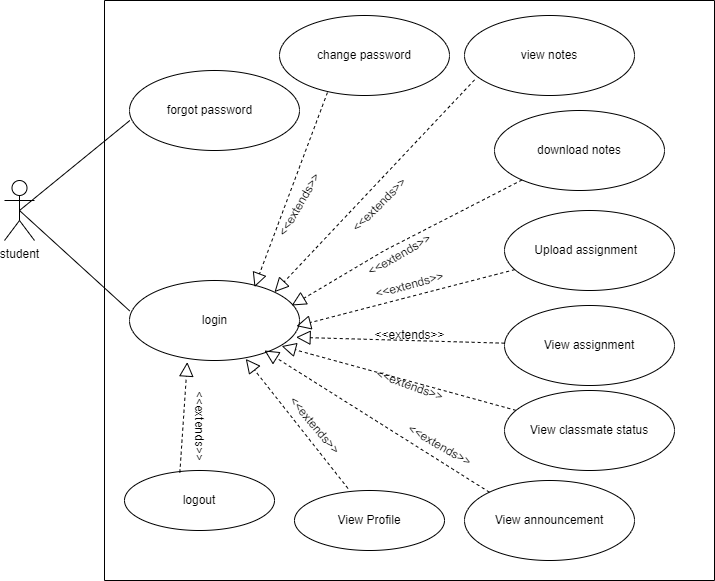 change password
view notes
forgot password
download notes
<<extends>>
<<extends>>
student
Upload assignment
<<extends>>
<<extends>>
login
<<extends>>
View assignment
<<extends>>
<<extends>>
<<extends>>
<<extends>>
View classmate status
logout
View Profile
View announcement